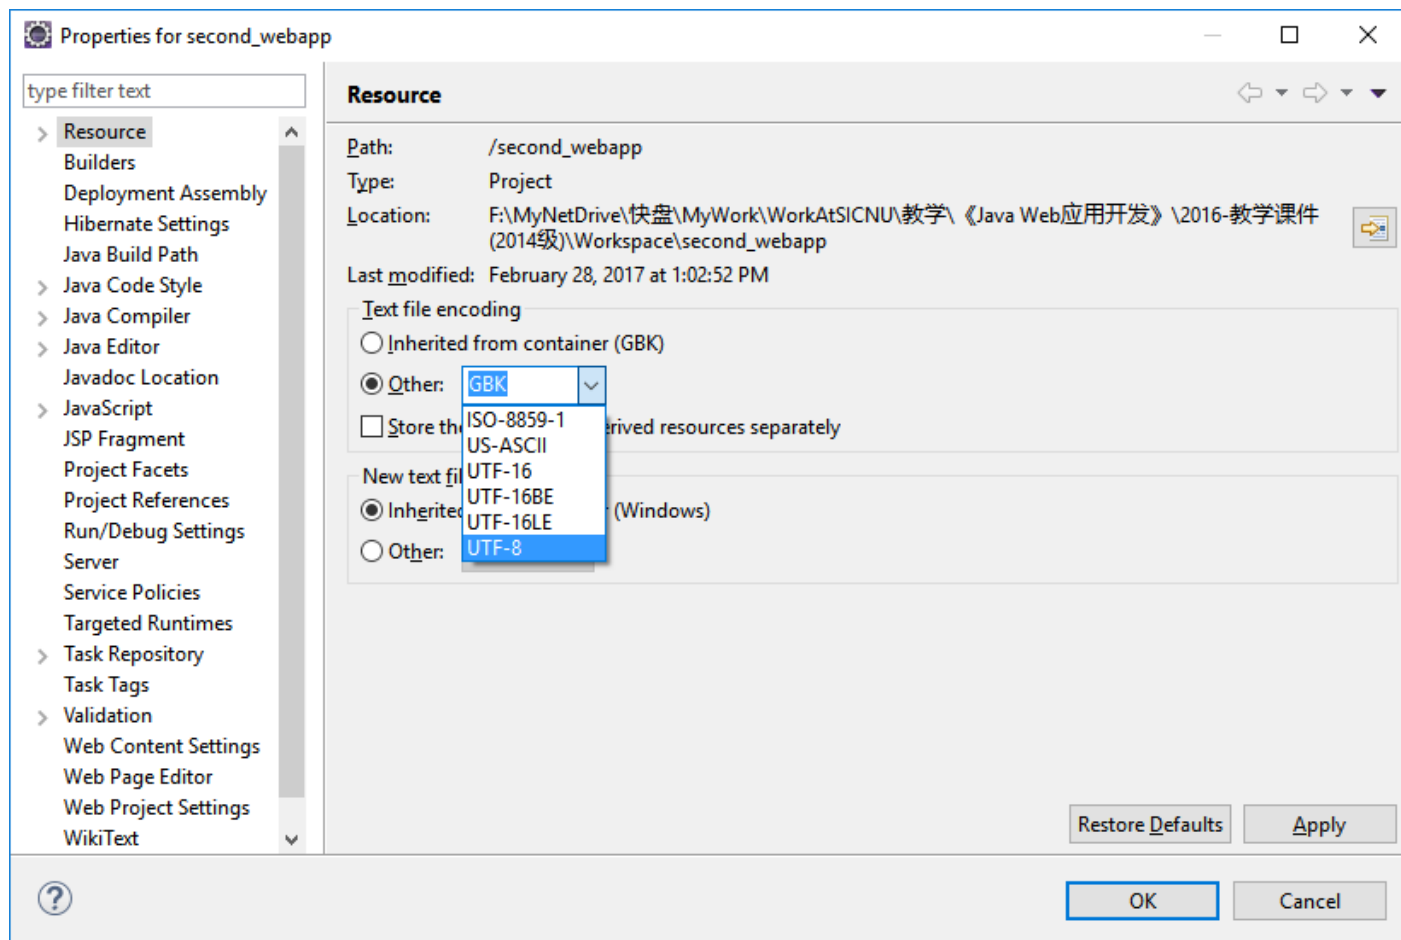 Properties for second_webapp
type filter text
Resource
Builders
Deployment Assembly
Hibernate Settings
Java Build Path
Java Code Style
Java Compiler
Java Editor
Javadoc Location
JavaScript
JSP Fragment
Project Facets
Project References
Run/Debug Settings
Server
Service Policies
Targeted Runtimes
Task Repository
Task Tags
Validation
Web Content Settings
Web Page Editor
Web Project Settings
WikiText
Resource
Path: /second_webapp
Type: Project
Location: F:\MyNetDrive\快盘\MyWork\WorkAtSICNU\教学\《Java Web应用开发》\2016-教学课件
(2014级)\Workspace\second_webapp
Last modified: February 28, 2017 at 1:02:52 PM
Text file encoding
Inherited from container (GBK)
Other: GBK
ISO-8859-1
US-ASCII
UTF-16
UTF-16BE
UTF-16LE
UTF-8
Store the erived resources separately
New text fil
Inherited (Windows)
Other:
Restore Defaults Apply
OK Cancel